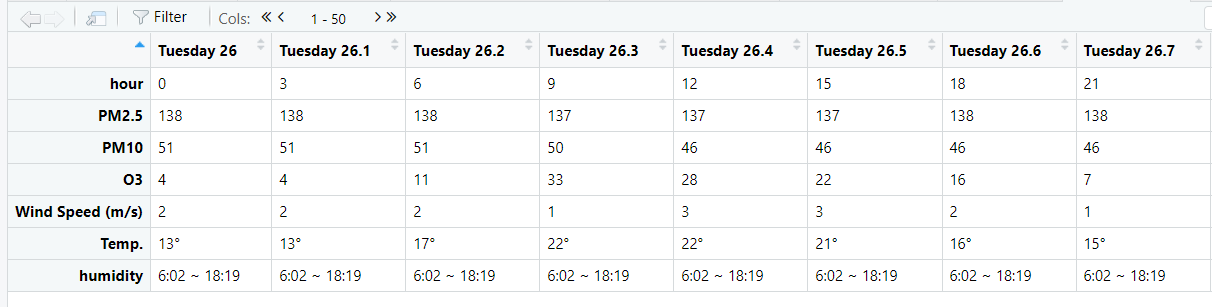 Filter Cols: 1 - 50
Tuesday 26 Tuesday 26.1 Tuesday 26.2 Tuesday 26.3 Tuesday 26.4 Tuesday 26.5 Tuesday 26.6 Tuesday 26.7
hour 0 3 6 9 12 15 18 21
PM2.5 138 138 138 137 137 137 138 138
PM10 51 51 51 50 46 46 46 46
O3 4 4 11 33 28 22 16 7
Wind Speed (m/s) 2 2 2 1 3 3 2 1
Temp. 13° 13° 17° 22° 22° 21° 16° 15°
humidity 6:02 ~ 18:19 6:02 ~ 18:19 6:02 ~ 18:19 6:02 ~ 18:19 6:02 ~ 18:19 6:02 ~ 18:19 6:02 ~ 18:19 6:02 ~ 18:19